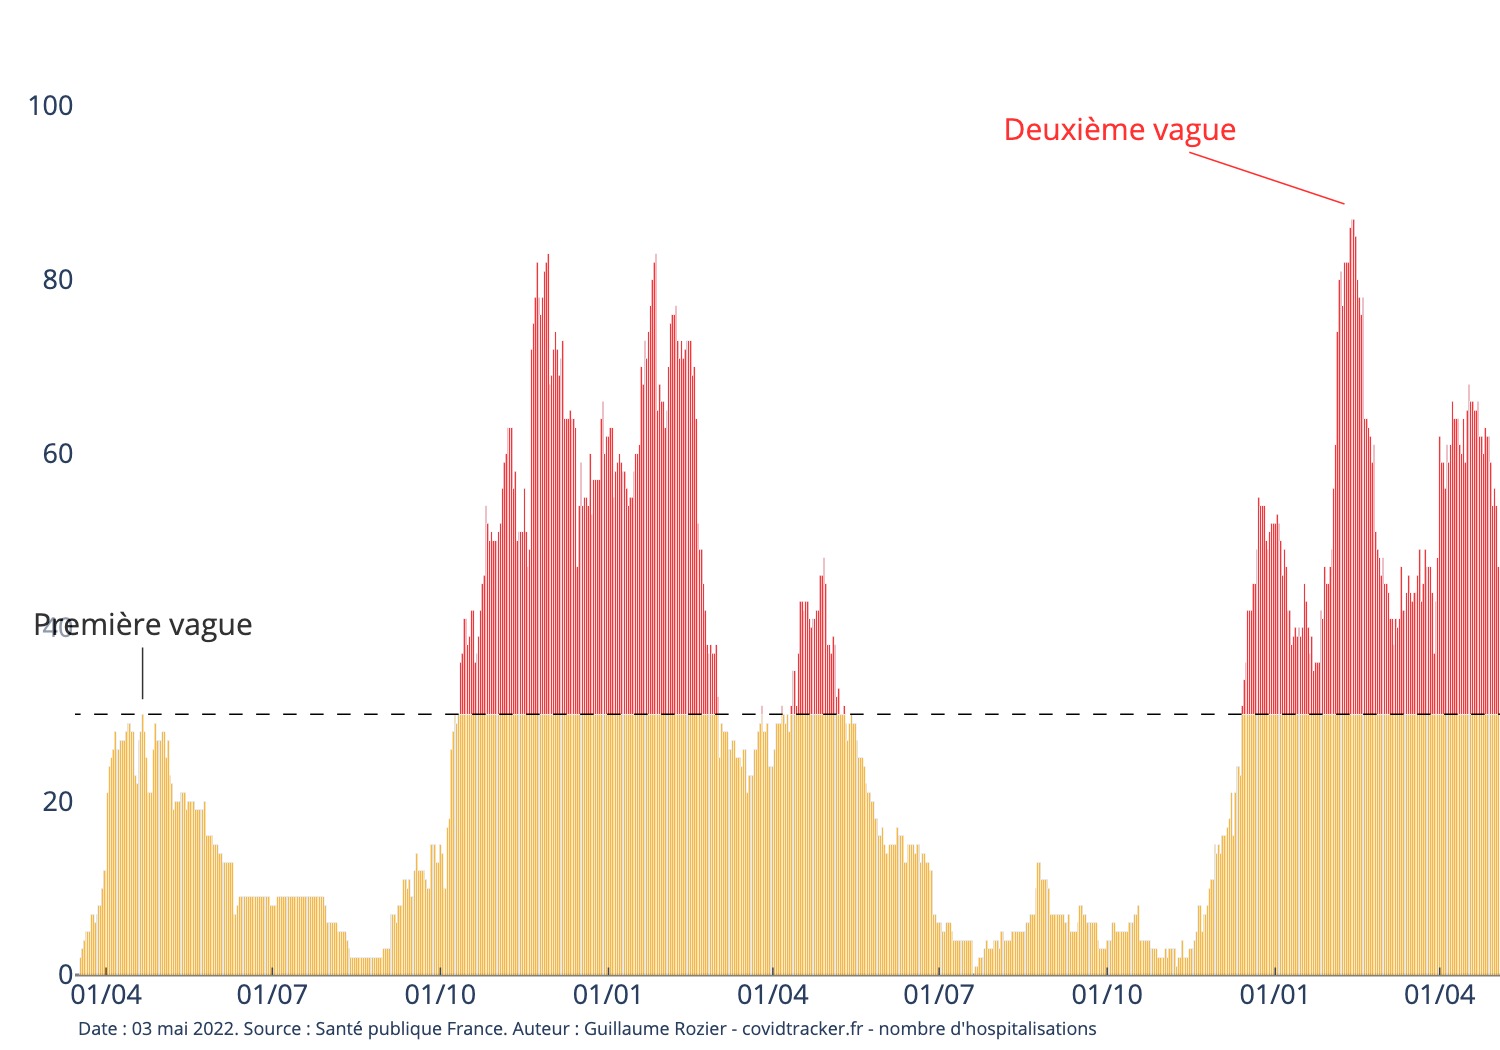 100
Deuxième vague
80
60
Première vague
40
20
0
01/04 01/07 01/10 01/01 01/04 01/07 01/10 01/01 01/04
Date : 03 mai 2022. Source : Santé publique France. Auteur : Guillaume Rozier - covidtracker.fr - nombre d'hospitalisations